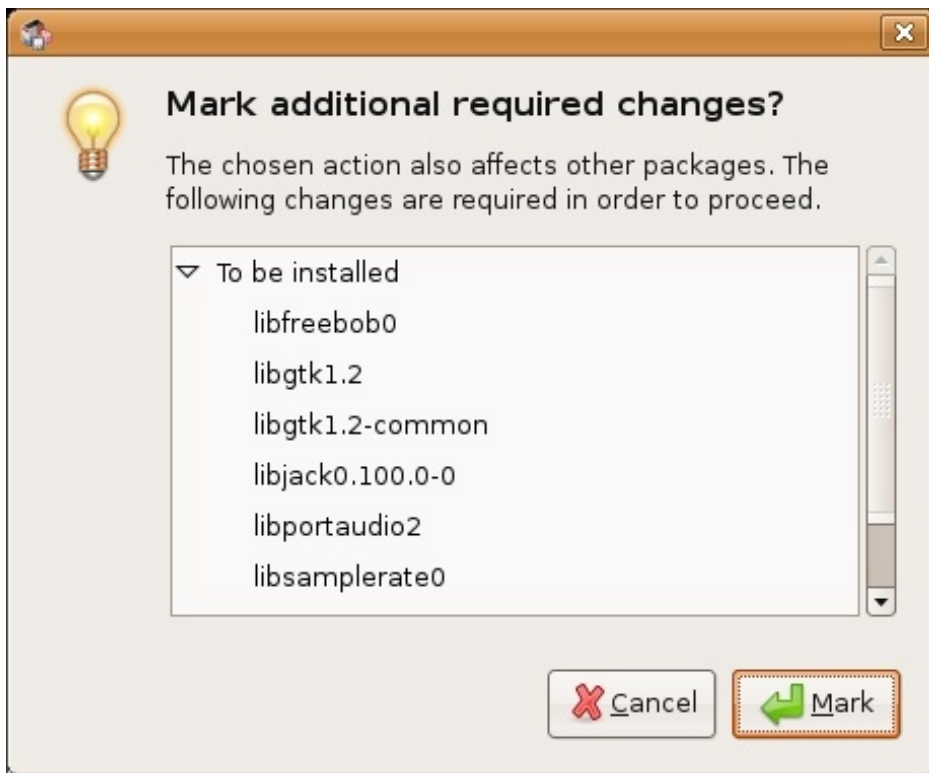 Mark additional required changes?
The chosen action also affects other packages. The
following changes are required in order to proceed.
To be installed
libfreebob0
libgtk1.2
libgtk1.2-common
libjack0.100.0-0
libportaudio2
libsamplerate0
Cancel
Mark